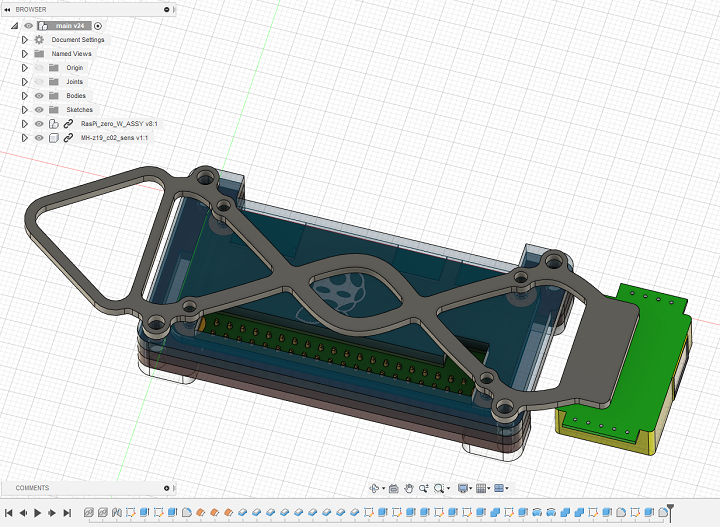 BROWSER
main v24
Document Settings
Named Views
Origin
Joints
Bodies
Sketches
RasPi_zero_W_ASSY v8:1
MH-z19_c02_sens v1:1
COMMENTS